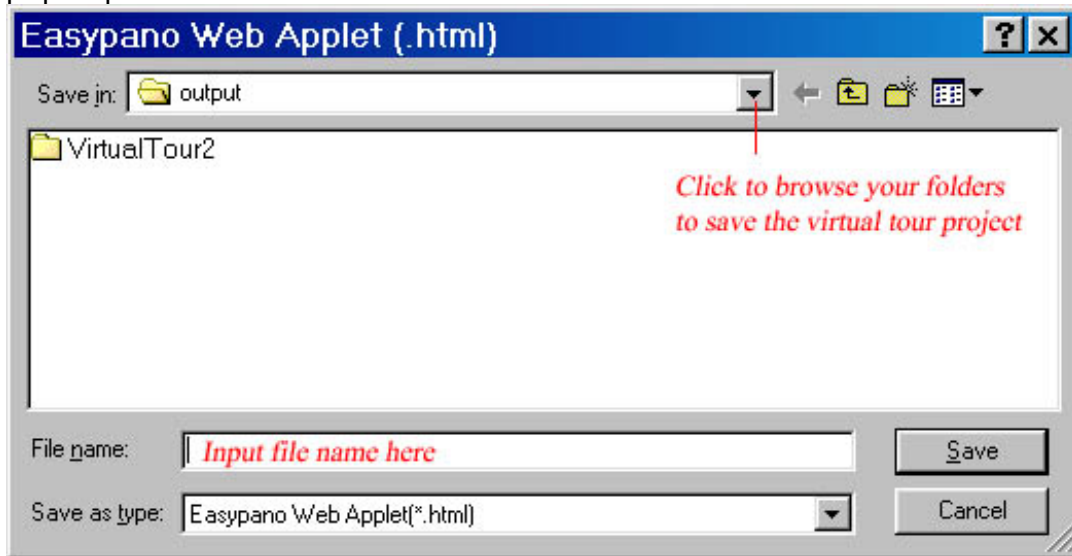 Easypano Web Applet (.html)
Save in: output
VirtualTour2
Click to browse your folders
to save the virtual tour project
File name: Input file name here
Save
Save as type: Easypano Web Applet(*.html)
Cancel